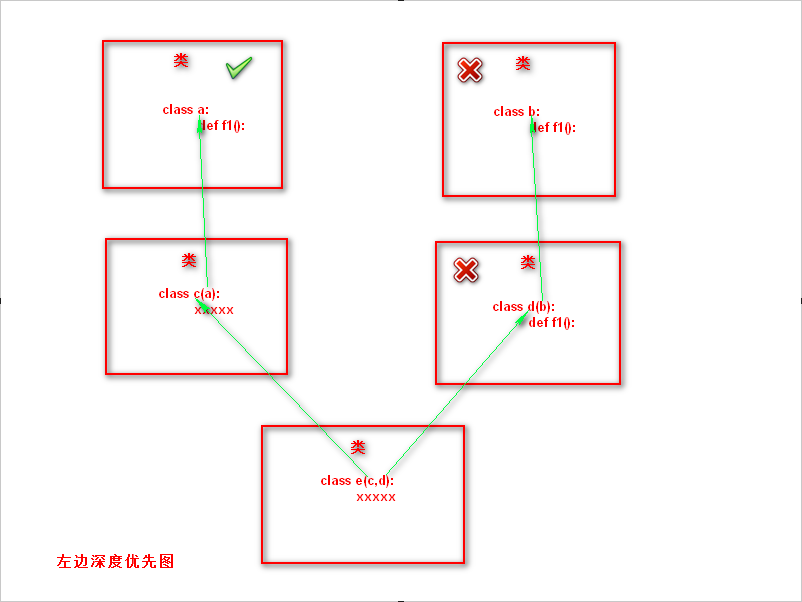 类
class a:
def f1():
类
class b:
def f1():
类
class c(a):
xxxxx
类
class d(b):
def f1():
类
class e(c,d):
xxxxx
左边深度优先图